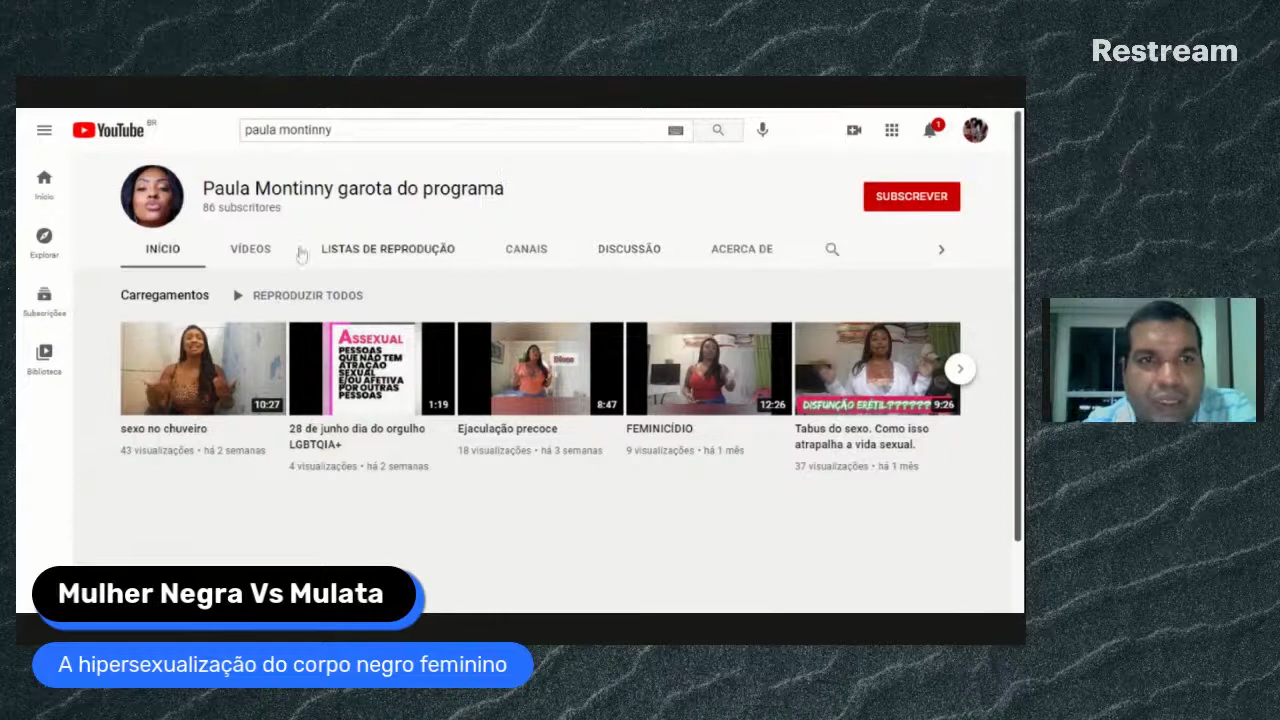 Restream
YouTube BR
paula montinny
1
Início
Explorar
Subscrições
Biblioteca
Paula Montinny garota do programa
86 subscritores
SUBSCREVER
INÍCIO
VÍDEOS
LISTAS DE REPRODUÇÃO
CANAIS
DISCUSSÃO
ACERCA DE
Carregamentos
REPRODUZIR TODOS
10:27
ASSEXUAL
PESSOAS
QUE NÃO TEM
ATRAÇÃO
SEXUAL
E/OU AFETIVA
POR OUTRAS
PESSOAS
1:19
8:47
12:26
DISFUNÇÃO ERÉTIL??????
9:26
sexo no chuveiro
43 visualizações • há 2 semanas
28 de junho dia do orgulho
LGBTQIA+
4 visualizações • há 2 semanas
Ejaculação precoce
18 visualizações • há 3 semanas
FEMINICÍDIO
9 visualizações • há 1 mês
Tabus do sexo. Como isso
atrapalha a vida sexual.
37 visualizações • há 1 mês
Mulher Negra Vs Mulata
A hipersexualização do corpo negro feminino